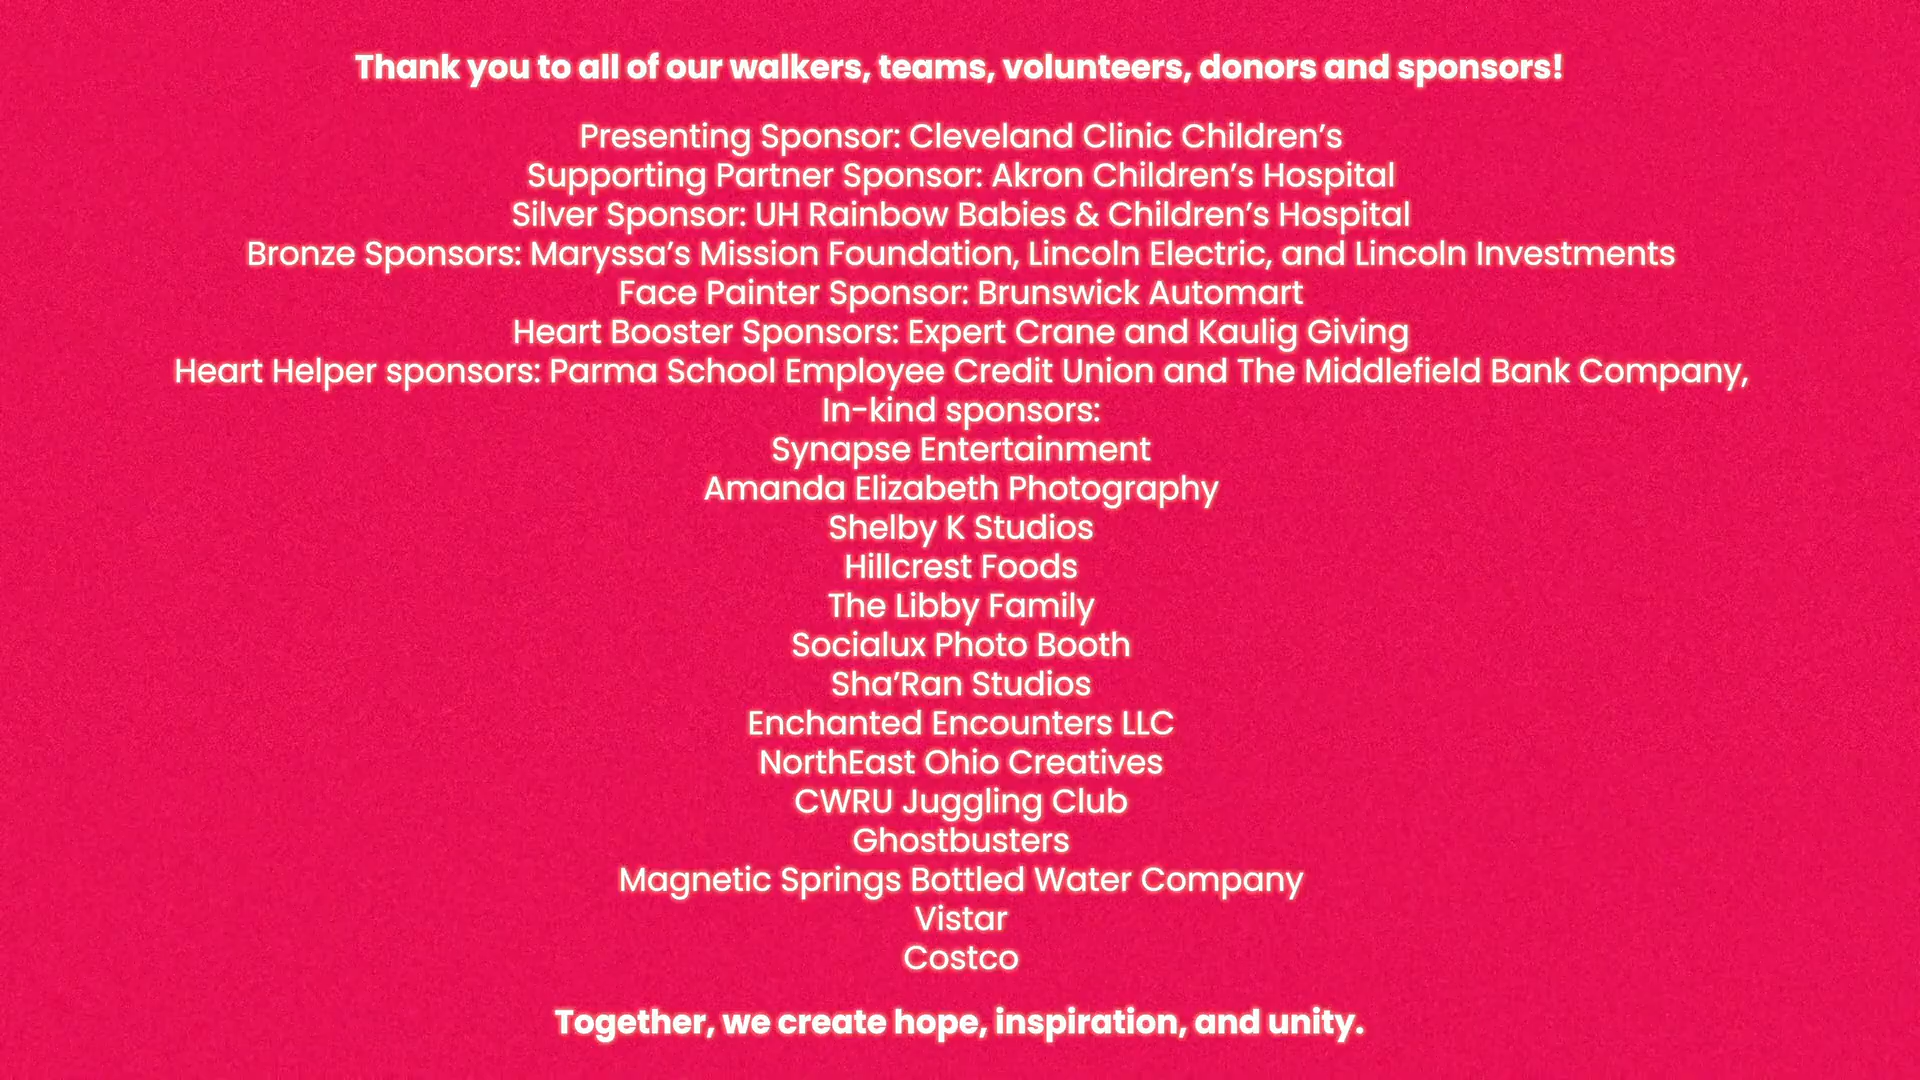 Thank you to all of our walkers, teams, volunteers, donors and sponsors!
Presenting Sponsor: Cleveland Clinic Children’s
Supporting Partner Sponsor: Akron Children’s Hospital
Silver Sponsor: UH Rainbow Babies & Children’s Hospital
Bronze Sponsors: Maryssa’s Mission Foundation, Lincoln Electric, and Lincoln Investments
Face Painter Sponsor: Brunswick Automart
Heart Booster Sponsors: Expert Crane and Kaulig Giving
Heart Helper sponsors: Parma School Employee Credit Union and The Middlefield Bank Company,
In-kind sponsors:
Synapse Entertainment
Amanda Elizabeth Photography
Shelby K Studios
Hillcrest Foods
The Libby Family
Socialux Photo Booth
Sha’Ran Studios
Enchanted Encounters LLC
NorthEast Ohio Creatives
CWRU Juggling Club
Ghostbusters
Magnetic Springs Bottled Water Company
Vistar
Costco
Together, we create hope, inspiration, and unity.